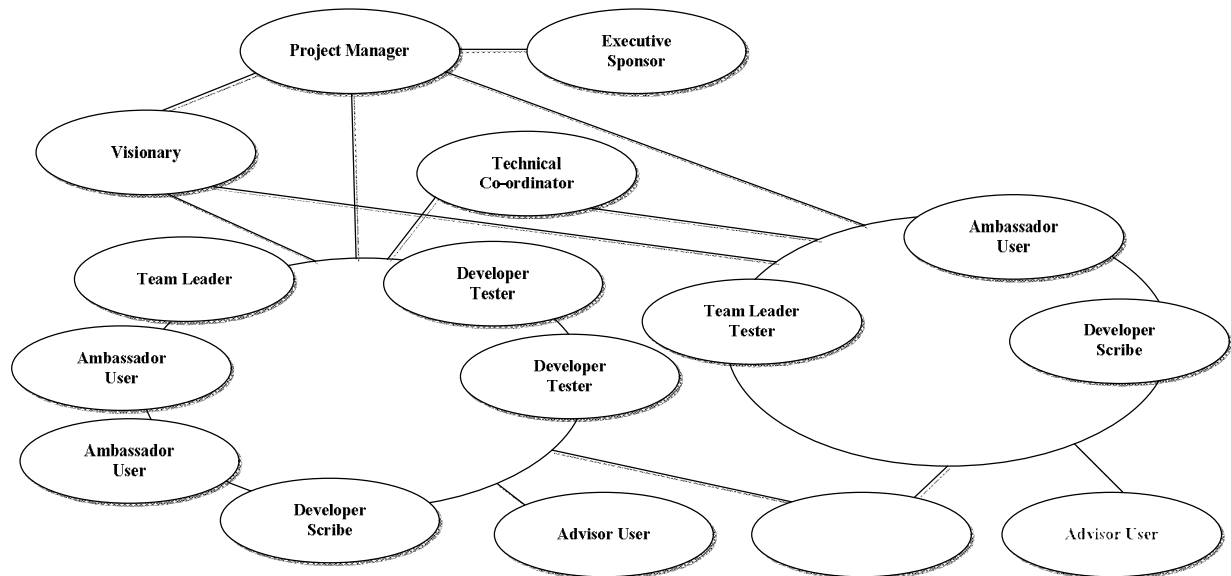 Project Manager
Executive
Sponsor
Visionary
Technical
Co-ordinator
Ambassador
User
Team Leader
Developer
Tester
Team Leader
Tester
Developer
Scribe
Ambassador
User
Developer
Tester
Ambassador
User
Developer
Scribe
Advisor User
Advisor User